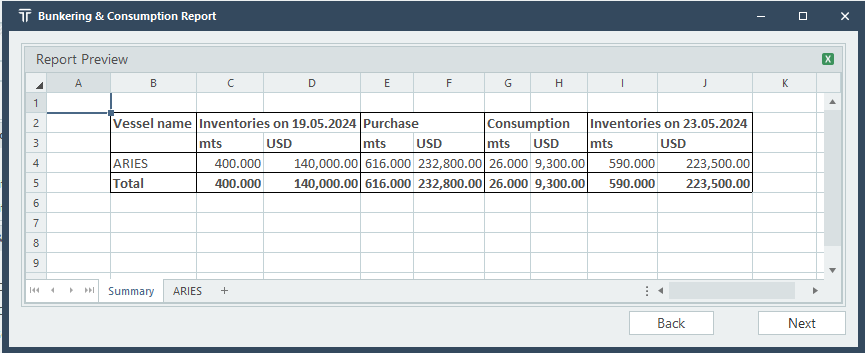 Bunkering & Consumption Report
Report Preview
A B C D E F G H I J K
1
2 Vessel name Inventories on 19.05.2024 Purchase Consumption Inventories on 23.05.2024
3 mts USD mts USD mts USD mts USD
4 ARIES 400.000 140,000.00 616.000 232,800.00 26.000 9,300.00 590.000 223,500.00
5 Total 400.000 140,000.00 616.000 232,800.00 26.000 9,300.00 590.000 223,500.00
6
7
8
9
Summary ARIES +
Back Next